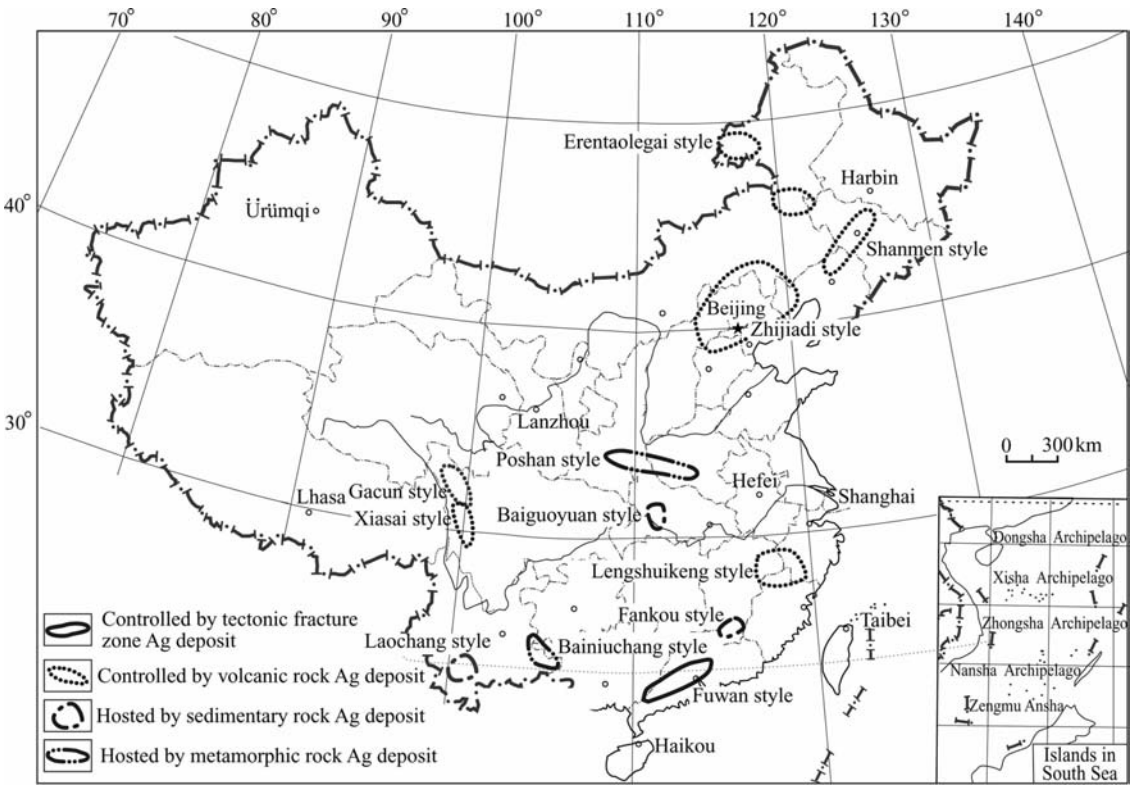 70°
80°
90°
100°
110°
120°
130°
140°
40°
30°
Erentaolegai style
Harbin
Ürümqi
Shanmen style
Beijing
Zhijiadi style
Lanzhou
0 300 km
Poshan style
Hefei
Gacun style
Lhasa
Shanghai
Xiasai style
Baiguoyuan style
Lengshuikeng style
Fankou style
Taibei
Laochang style
Bainiuchang style
Fuwan style
Haikou
Controlled by tectonic fracture
zone Ag deposit
Controlled by volcanic rock Ag deposit
Hosted by sedimentary rock Ag deposit
Hosted by metamorphic rock Ag deposit
Dongsha Archipelago
Xisha Archipelago
Zhongsha Archipelago
Nansha Archipelago
Zengmu Ansha
Islands in
South Sea